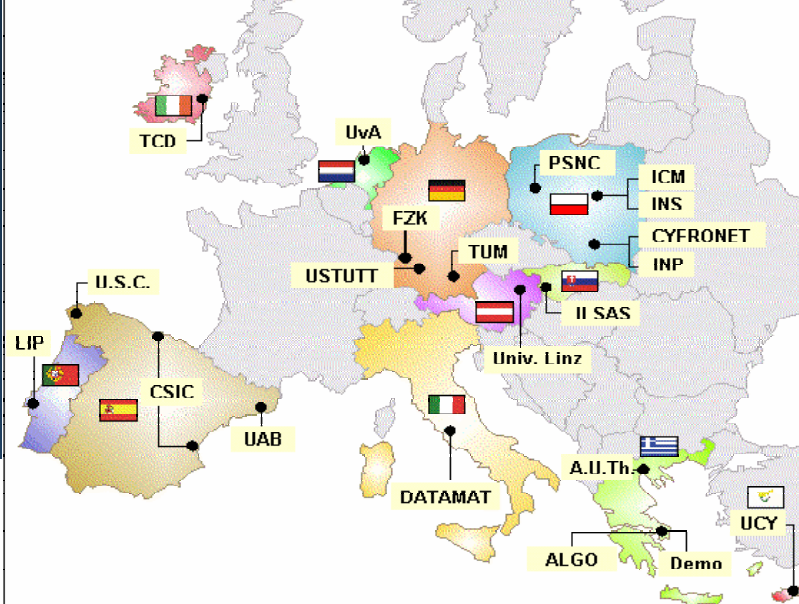 TCD
UvA
PSNC
ICM
INS
FZK
CYFRONET
TUM
INP
USTUTT
U.S.C.
II SAS
LIP
Univ. Linz
CSIC
UAB
A.U.Th.
DATAMAT
UCY
ALGO
Demo